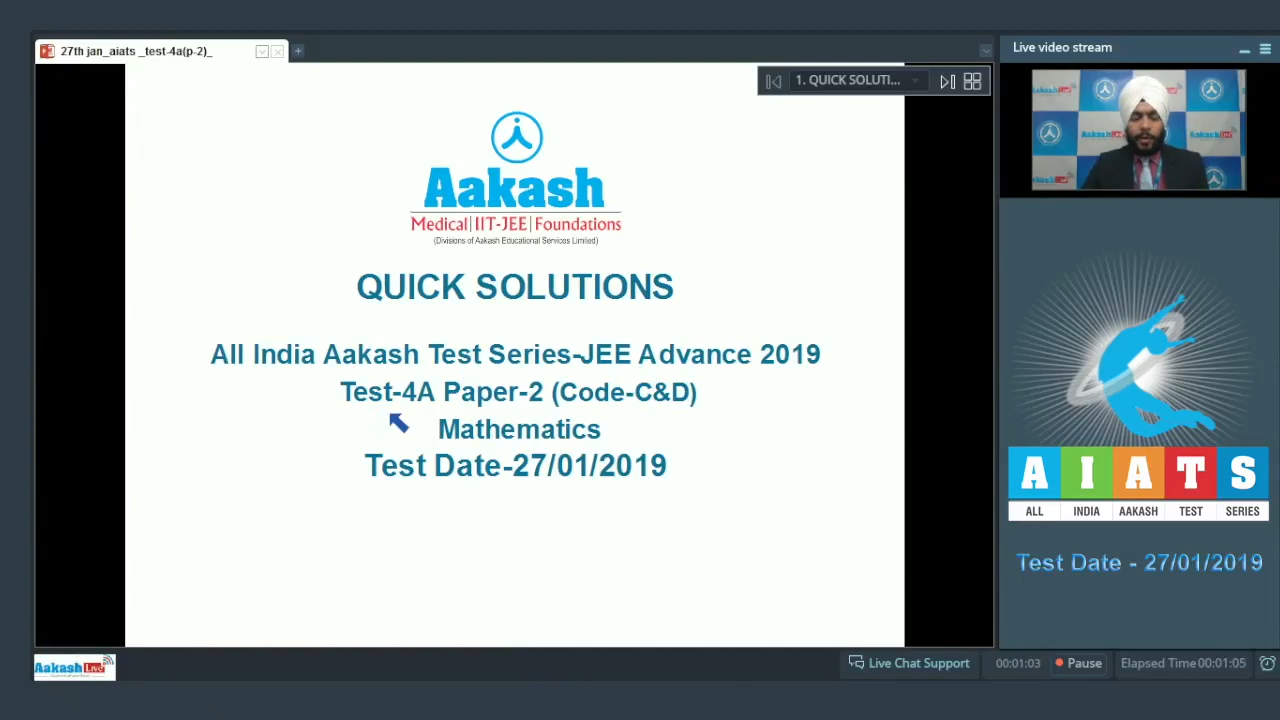 27th jan_aiats _test-4a(p-2)_
Live video stream
1. QUICK SOLUTI...
Aakash
Medical|IIT-JEE|Foundations
(Divisions of Aakash Educational Services Limited)
QUICK SOLUTIONS
All India Aakash Test Series-JEE Advance 2019
Test-4A Paper-2 (Code-C&D)
Mathematics
Test Date-27/01/2019
A I A T S
ALL INDIA AAKASH TEST SERIES
Test Date - 27/01/2019
Aakash Live
Live Chat Support
00:01:03
Pause
Elapsed Time 00:01:05